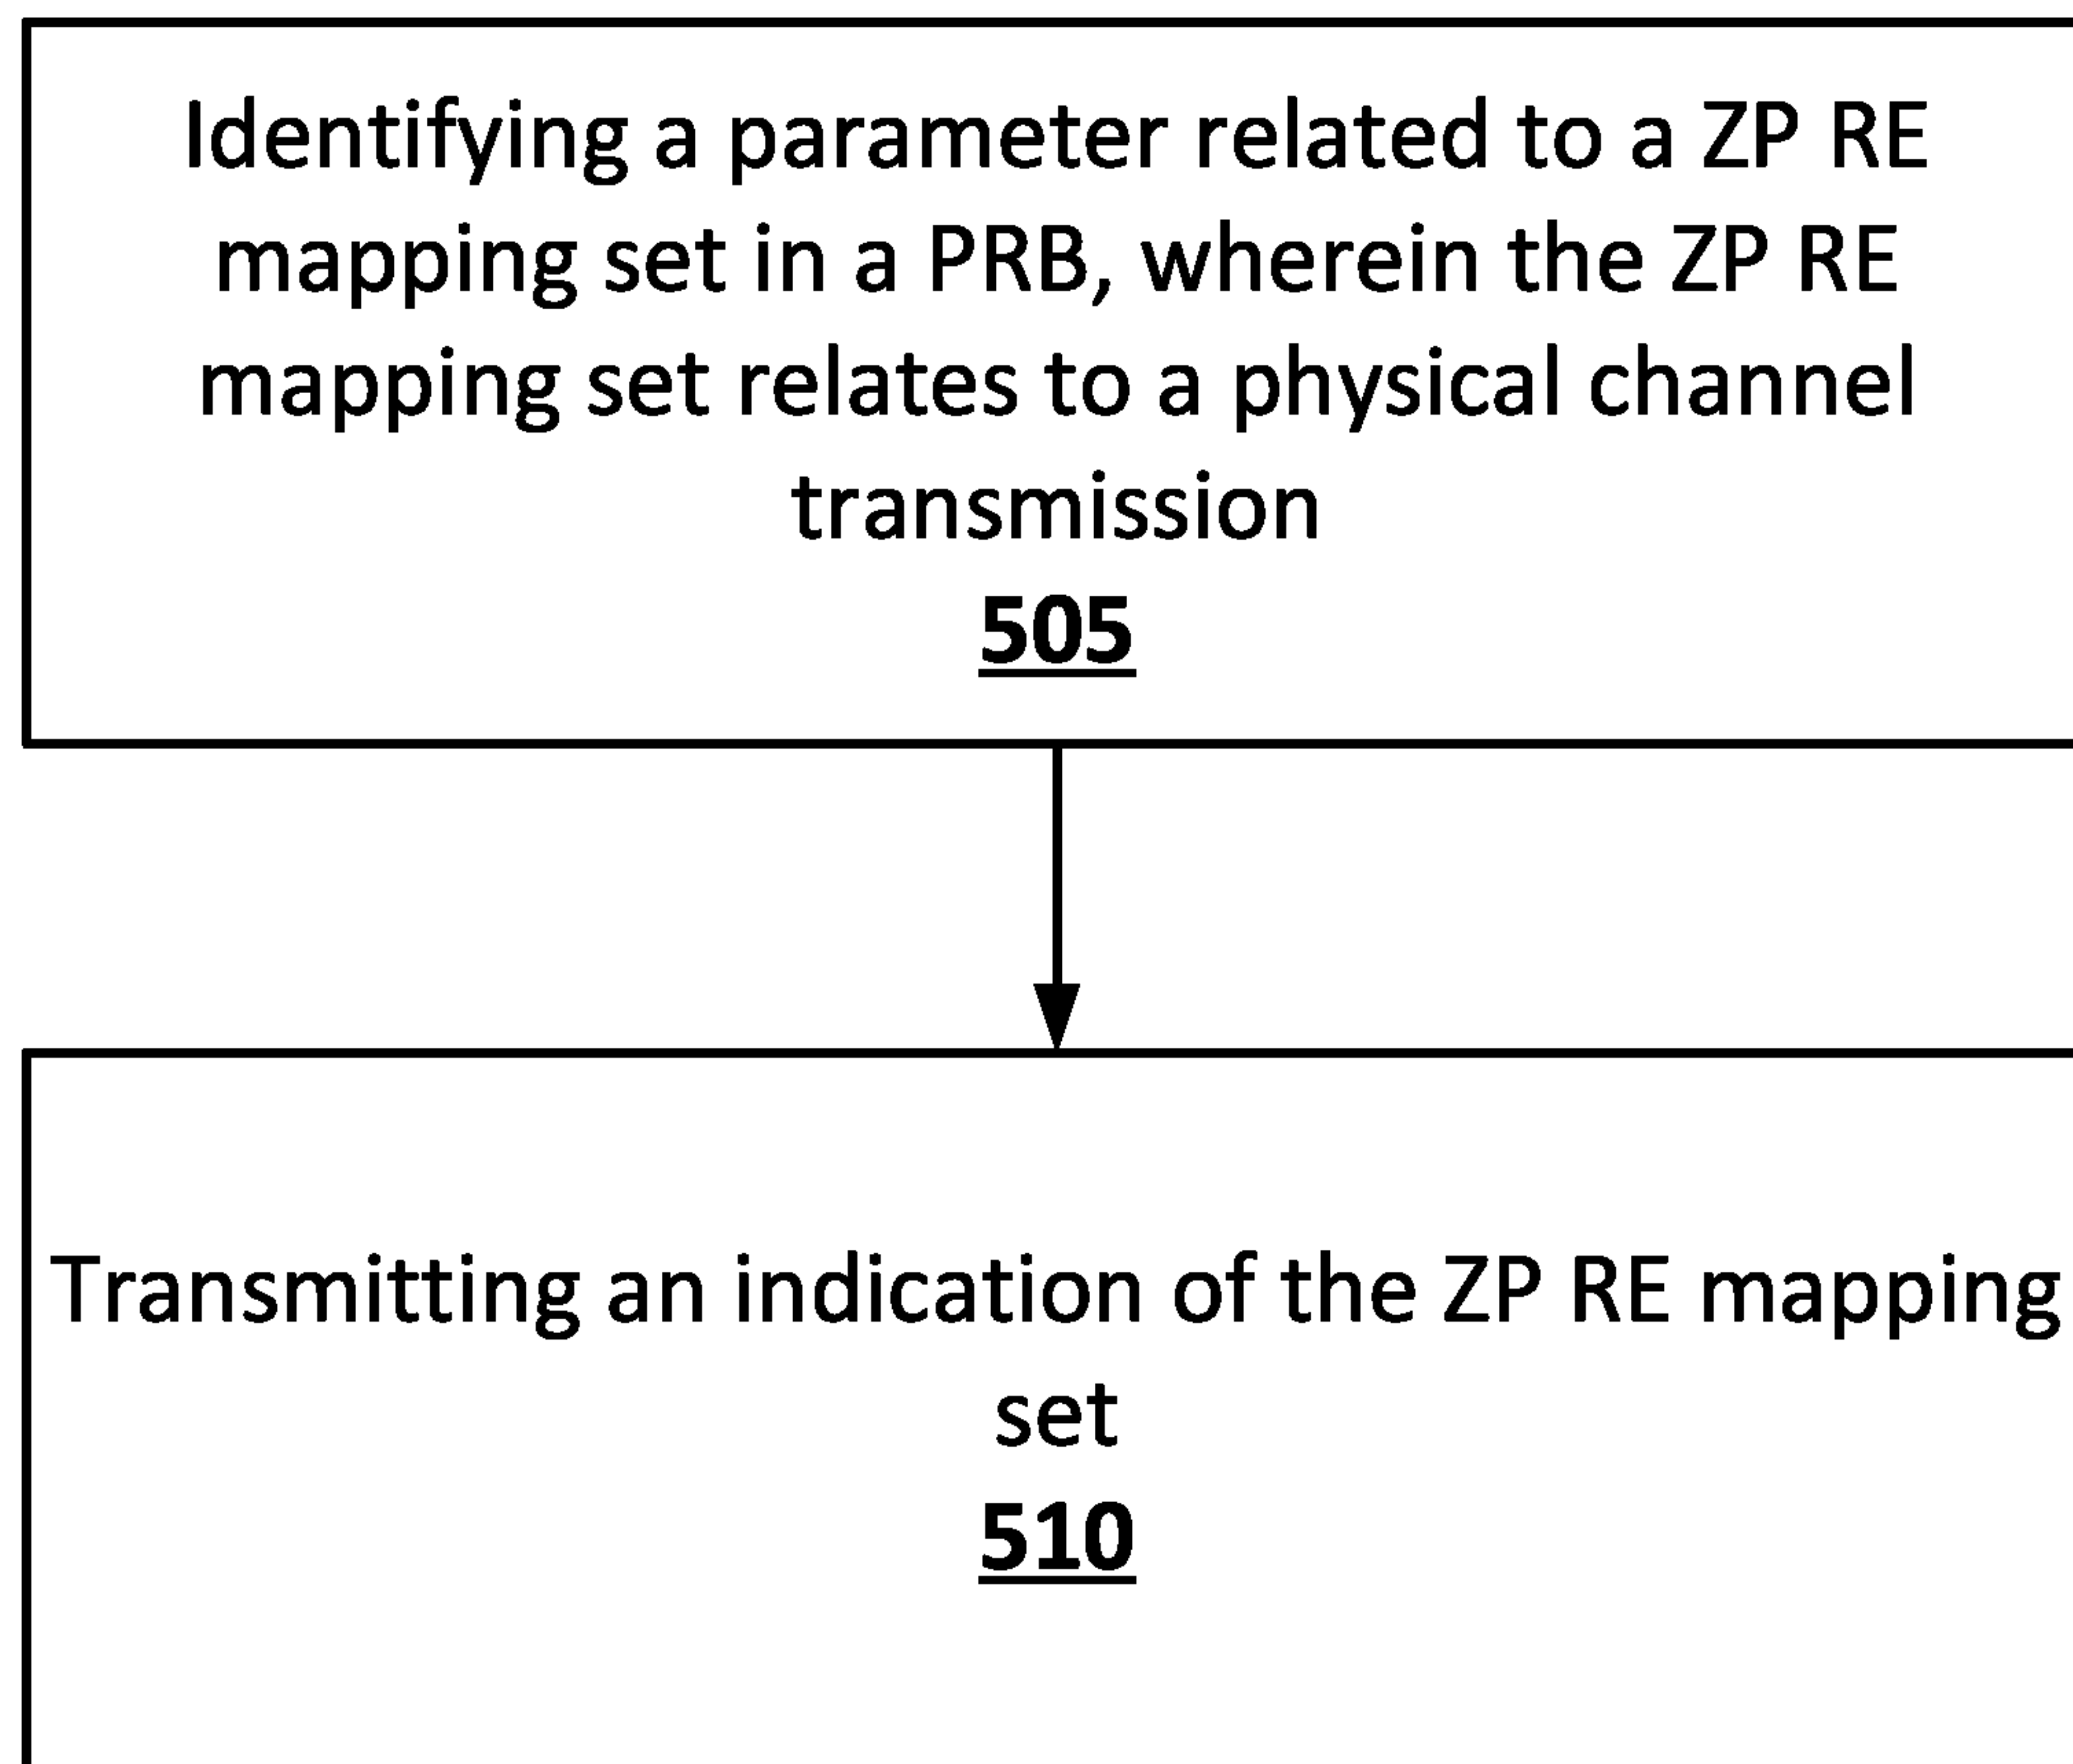 Identifying a parameter related to a ZP RE
mapping set in a PRB, wherein the ZP RE
mapping set relates to a physical channel
transmission
505
Transmitting an indication of the ZP RE mapping
set
510